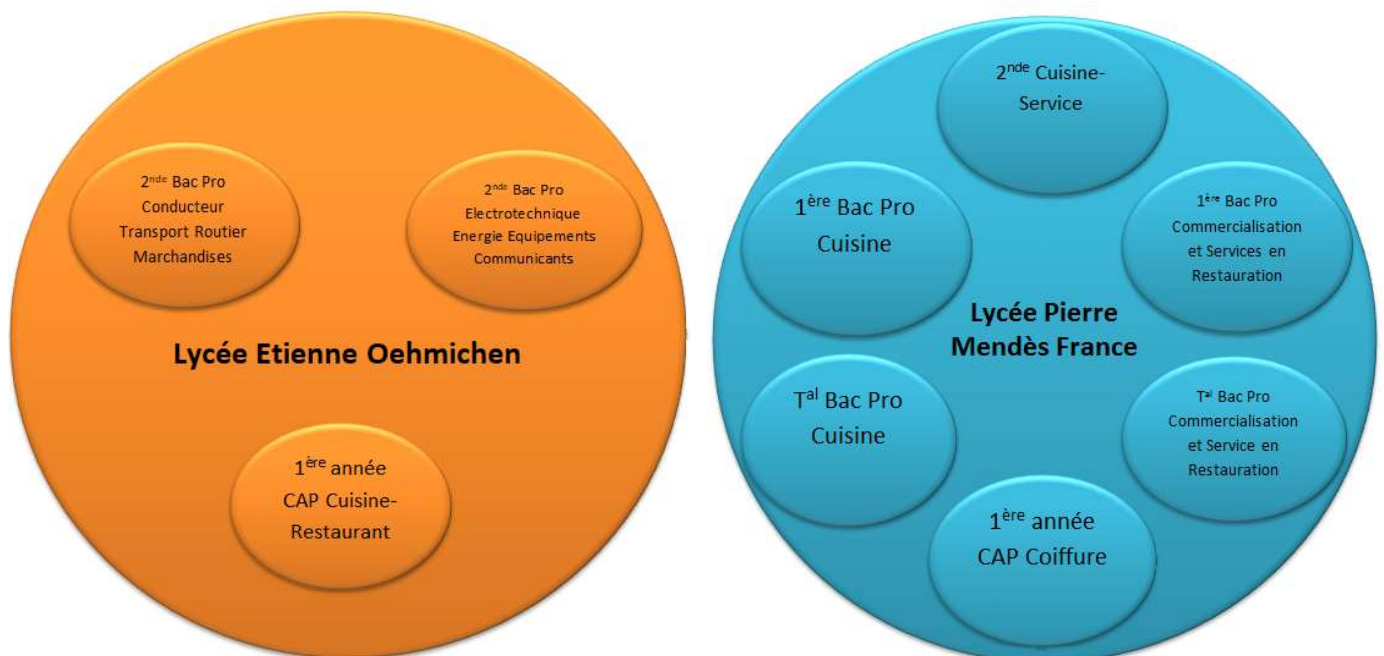 2nde Bac Pro
Conducteur
Transport Routier
Marchandises
2nde Bac Pro
Electrotechnique
Energie Equipements
Communicants
Lycée Etienne Oehmichen
1ère année
CAP Cuisine-
Restaurant
2nde Cuisine-
Service
1ère Bac Pro
Cuisine
1ère Bac Pro
Commercialisation
et Services en
Restauration
Lycée Pierre
Mendès France
Tal Bac Pro
Cuisine
Tal Bac Pro
Commercialisation
et Service en
Restauration
1ère année
CAP Coiffure